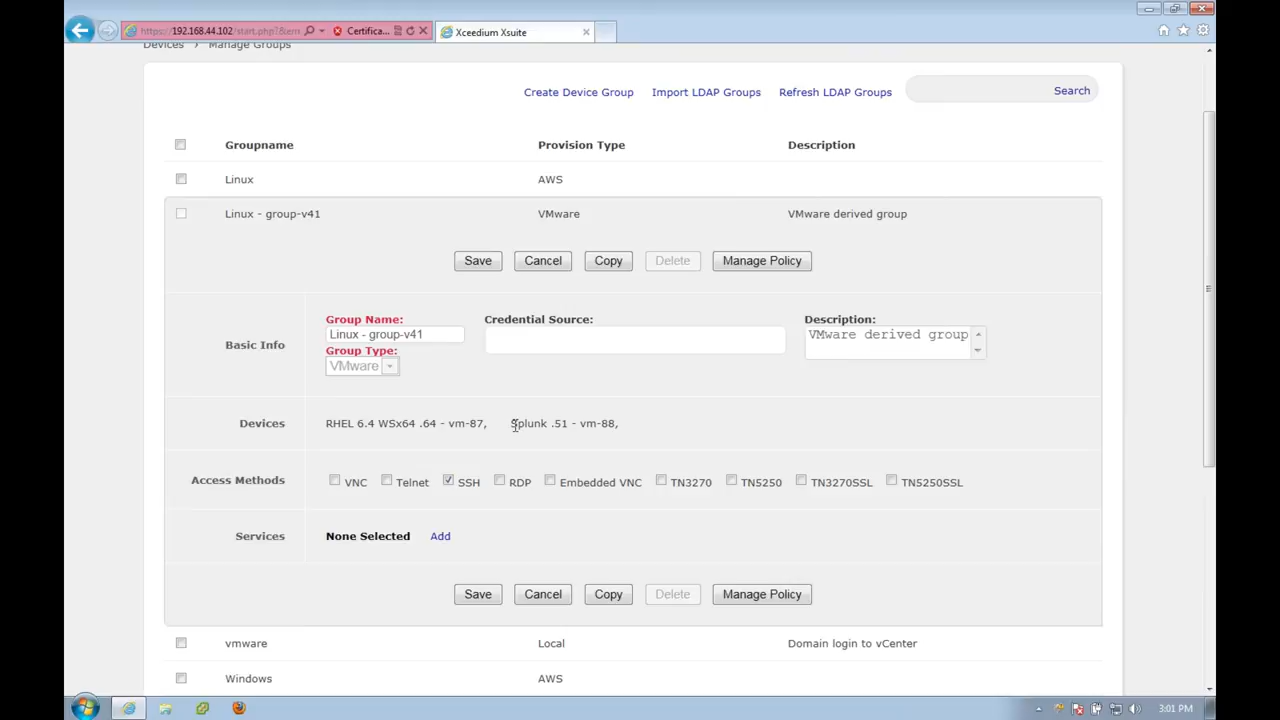 https://192.168.44.102/start.php?&tem
Certifica...
Xceedium Xsuite
Devices › Manage Groups
Create Device Group Import LDAP Groups Refresh LDAP Groups Search
Groupname Provision Type Description
Linux AWS
Linux - group-v41 VMware VMware derived group
Save Cancel Copy Delete Manage Policy
Group Name: Credential Source: Description:
Linux - group-v41 VMware derived group
Basic Info
Group Type:
VMware
Devices RHEL 6.4 WSx64 .64 - vm-87, Splunk .51 - vm-88,
Access Methods VNC Telnet SSH RDP Embedded VNC TN3270 TN5250 TN3270SSL TN5250SSL
Services None Selected Add
Save Cancel Copy Delete Manage Policy
vmware Local Domain login to vCenter
Windows AWS
3:01 PM